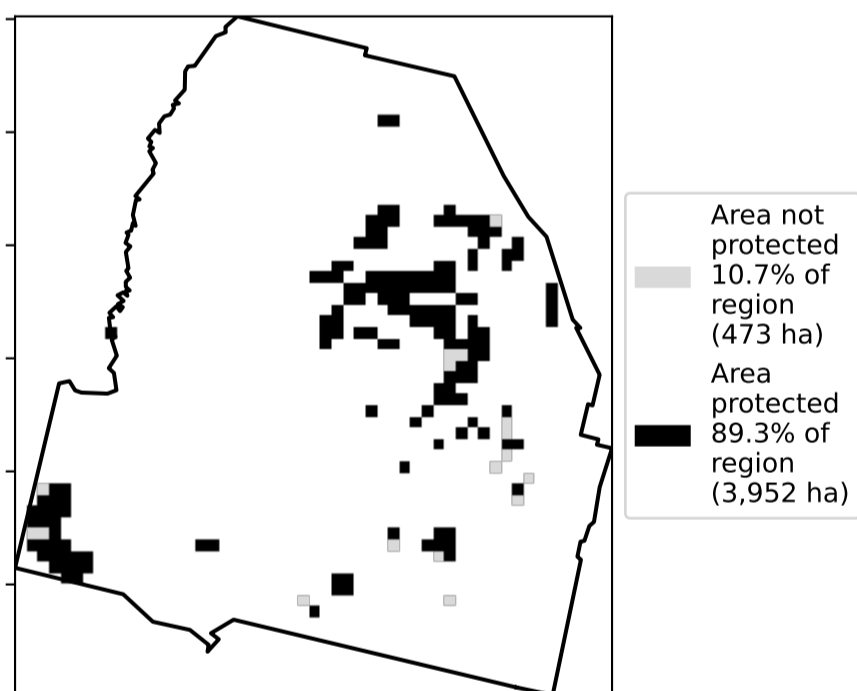 Area not
protected
10.7% of
region
(473 ha)
Area
protected
89.3% of
region
(3,952 ha)